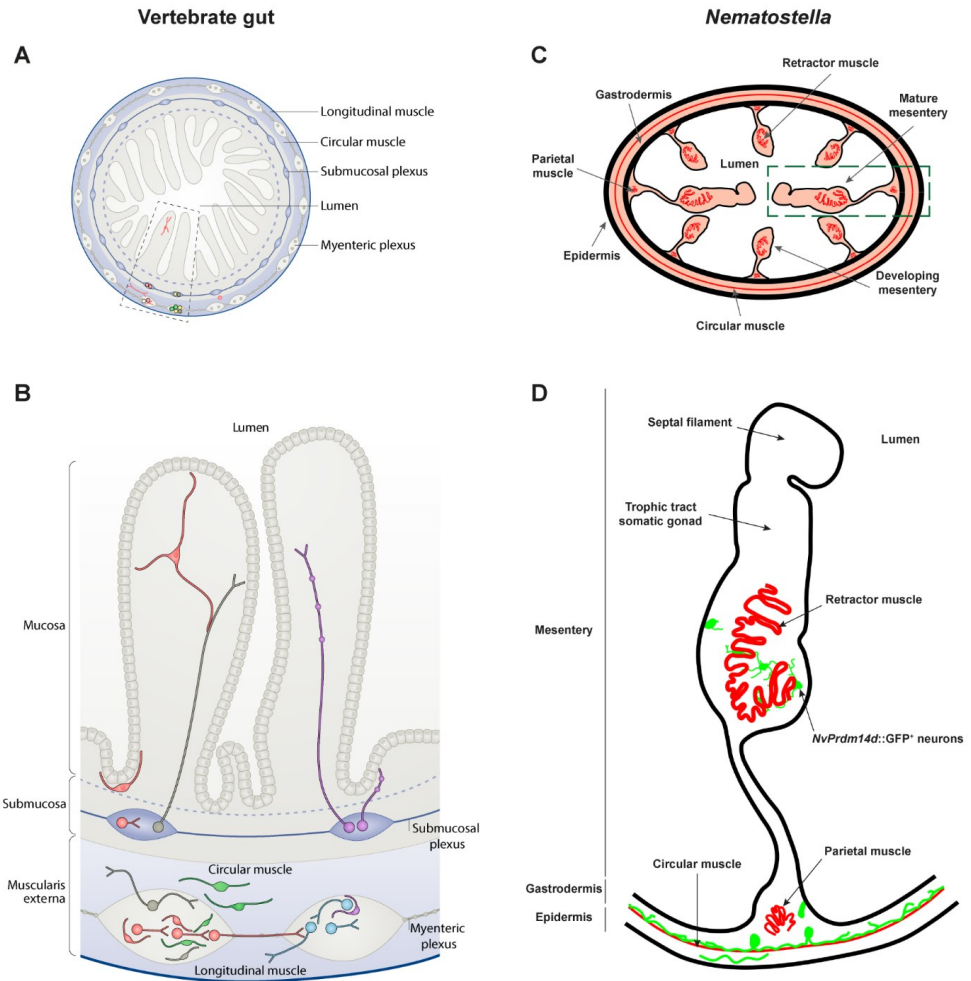 Vertebrate gut
Nematostella
A
Longitudinal muscle
Circular muscle
Submucosal plexus
Lumen
Myenteric plexus
C
Retractor muscle
Gastrodermis
Mature
mesentery
Lumen
Parietal
muscle
Epidermis
Developing
mesentery
Circular muscle
B
Lumen
Mucosa
Submucosa
Submucosal
plexus
Circular muscle
Muscularis
externa
Myenteric
plexus
Longitudinal muscle
D
Septal filament
Lumen
Trophic tract
somatic gonad
Retractor muscle
Mesentery
NvPrdm14d::GFP⁺ neurons
Circular muscle
Parietal muscle
Gastrodermis
Epidermis